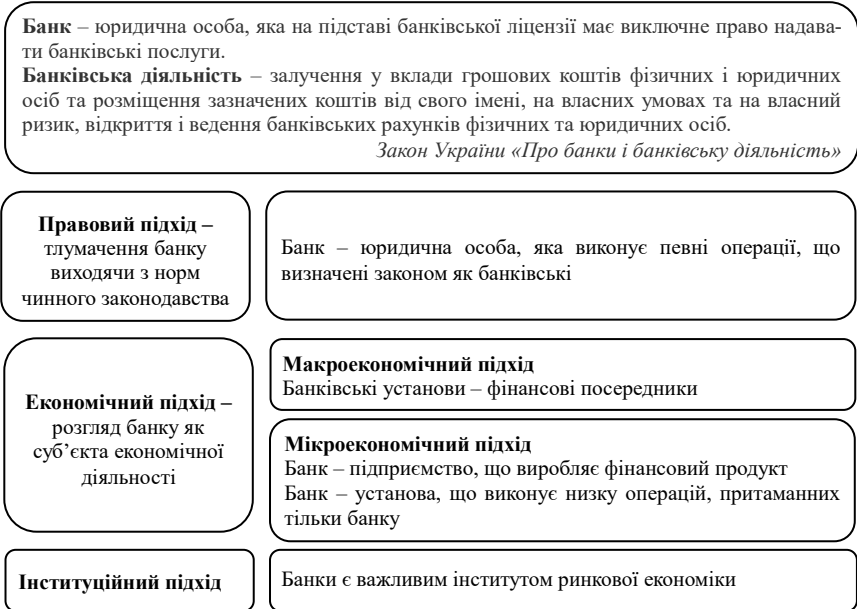 Банк – юридична особа, яка на підставі банківської ліцензії має виключне право надава-
ти банківські послуги.
Банківська діяльність – залучення у вклади грошових коштів фізичних і юридичних
осіб та розміщення зазначених коштів від свого імені, на власних умовах та на власний
ризик, відкриття і ведення банківських рахунків фізичних та юридичних осіб.
Закон України «Про банки і банківську діяльність»
Правовий підхід –
тлумачення банку
виходячи з норм
чинного законодавства
Банк – юридична особа, яка виконує певні операції, що
визначені законом як банківські
Економічний підхід –
розгляд банку як
суб’єкта економічної
діяльності
Макроекономічний підхід
Банківські установи – фінансові посередники
Мікроекономічний підхід
Банк – підприємство, що виробляє фінансовий продукт
Банк – установа, що виконує низку операцій, притаманних
тільки банку
Інституційний підхід
Банки є важливим інститутом ринкової економіки